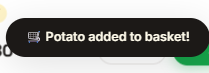 🛒 Potato added to basket!